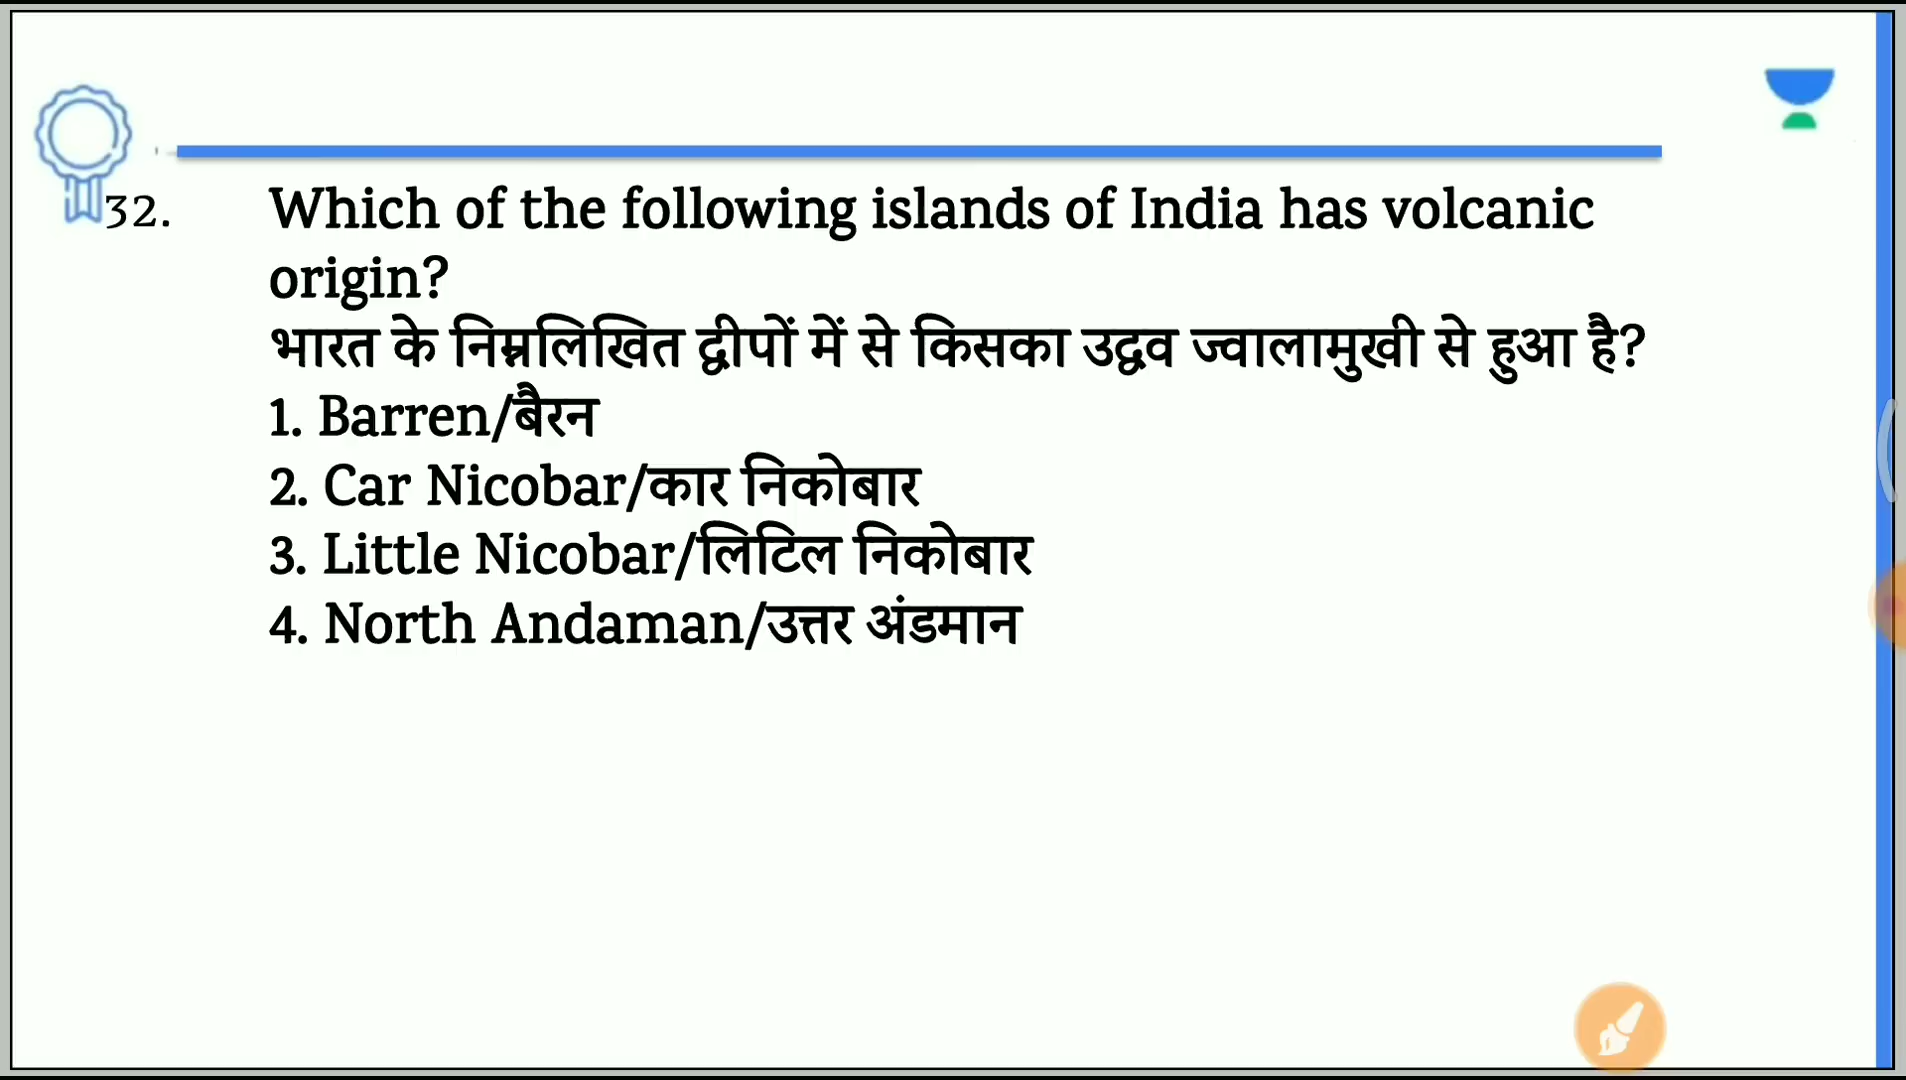 32. Which of the following islands of India has volcanic
origin?
भारत के निम्नलिखित द्वीपों में से किसका उद्भव ज्वालामुखी से हुआ है?
1. Barren/बैरन
2. Car Nicobar/कार निकोबार
3. Little Nicobar/लिटिल निकोबार
4. North Andaman/उत्तर अंडमान